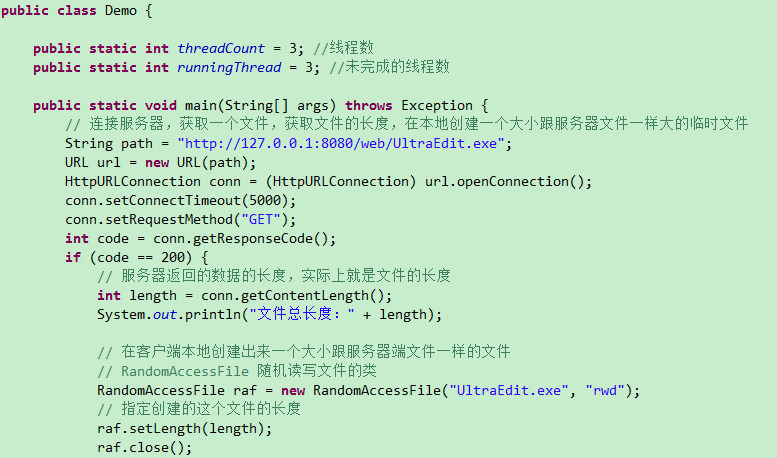 public class Demo {
public static int threadCount = 3; //线程数
public static int runningThread = 3; //未完成的线程数
public static void main(String[] args) throws Exception {
// 连接服务器，获取一个文件，获取文件的长度，在本地创建一个大小跟服务器文件一样大的临时文件
String path = "http://127.0.0.1:8080/web/UltraEdit.exe";
URL url = new URL(path);
HttpURLConnection conn = (HttpURLConnection) url.openConnection();
conn.setConnectTimeout(5000);
conn.setRequestMethod("GET");
int code = conn.getResponseCode();
if (code == 200) {
// 服务器返回的数据的长度，实际上就是文件的长度
int length = conn.getContentLength();
System.out.println("文件总长度：" + length);
// 在客户端本地创建出来一个大小跟服务器端文件一样的文件
// RandomAccessFile 随机读写文件的类
RandomAccessFile raf = new RandomAccessFile("UltraEdit.exe", "rwd");
// 指定创建的这个文件的长度
raf.setLength(length);
raf.close();